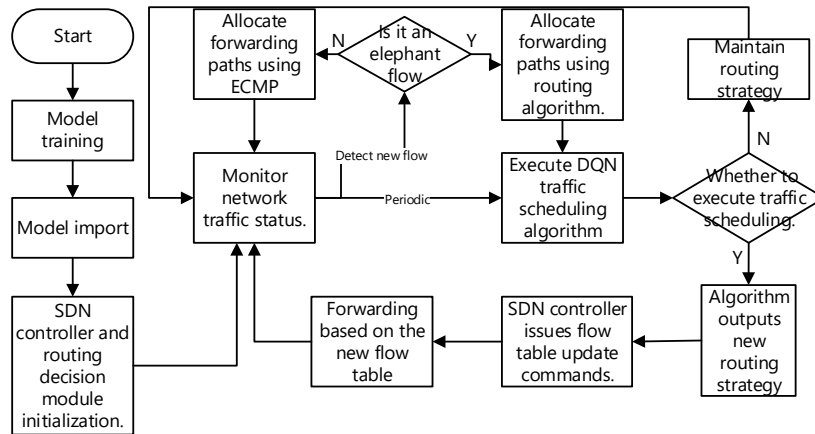 Start
Model
training
Model import
SDN
controller and
routing
decision
module
initialization.
Allocate
forwarding
paths using
ECMP
N
Is it an
elephant
flow
Y
Allocate
forwarding
paths using
routing
algorithm.
Maintain
routing
strategy
Monitor
network
traffic status.
Detect new flow
Periodic
Execute DQN
traffic
scheduling
algorithm
N
Whether to
execute traffic
scheduling.
Y
Algorithm
outputs
new
routing
strategy
SDN controller
issues flow
table update
commands.
Forwarding
based on the
new flow
table